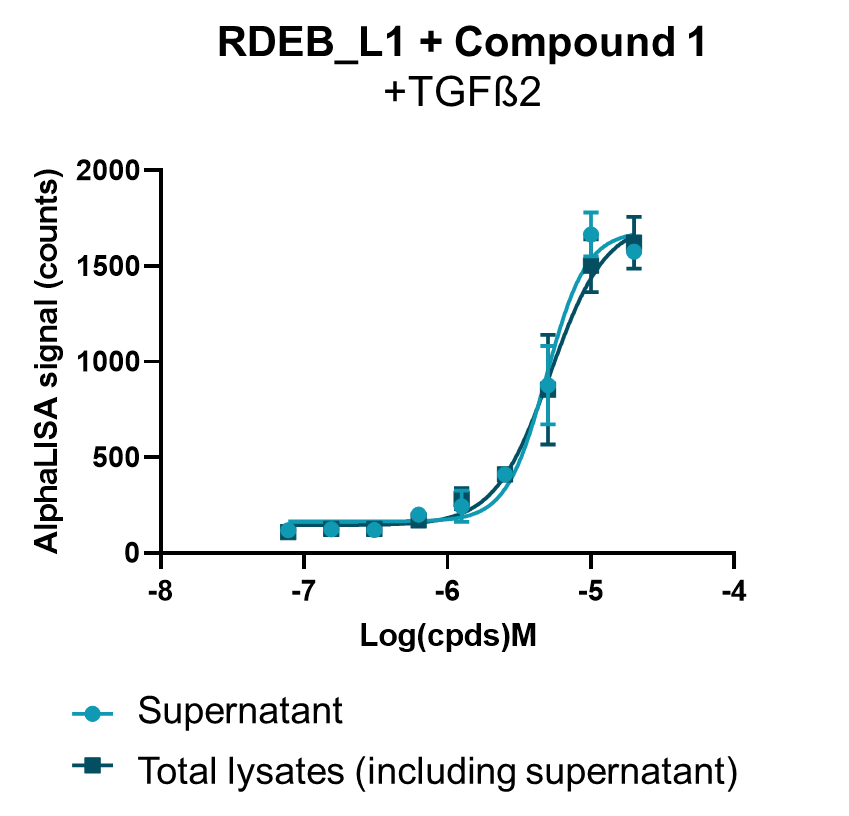 RDEB_L1 + Compound 1
+TGFß2
AlphaLISA signal (counts)
2000
1500
1000
500
0
-8 -7 -6 -5 -4
Log(cpds)M
Supernatant
Total lysates (including supernatant)